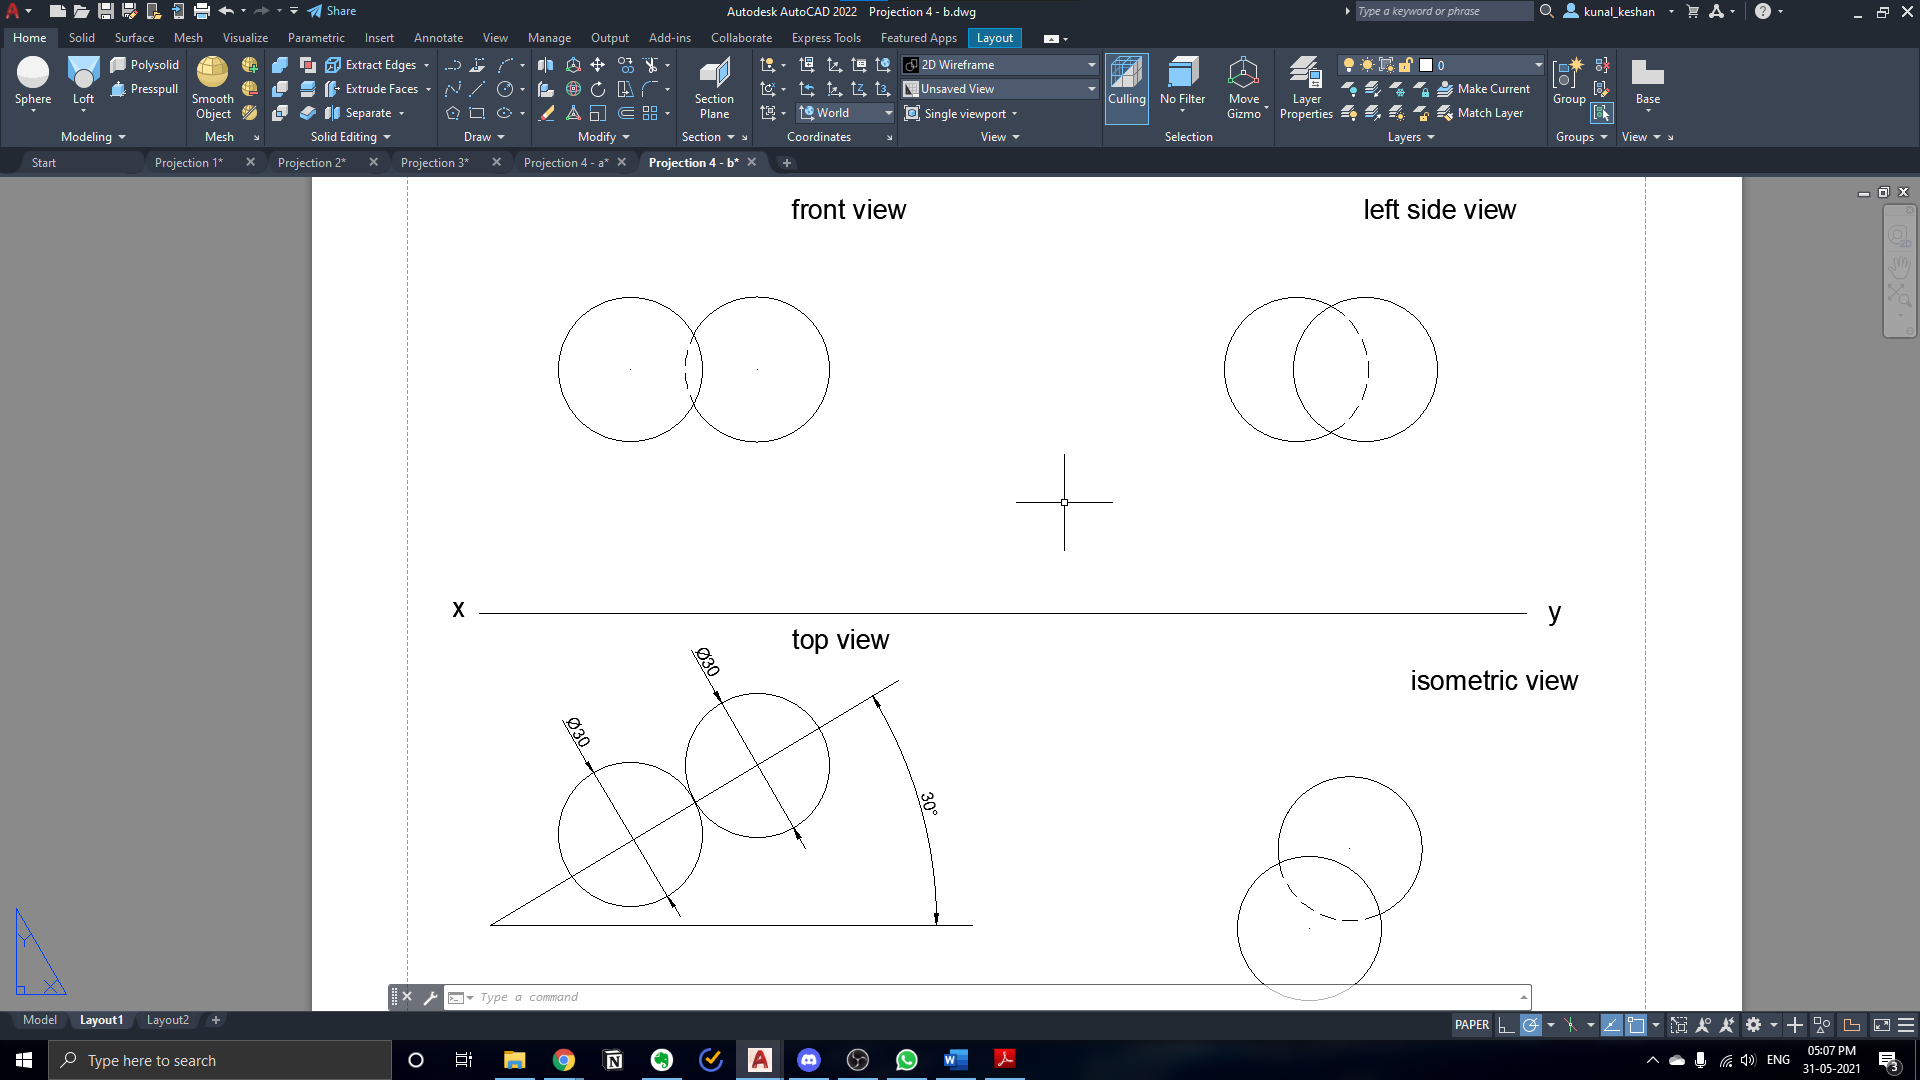 Share
Autodesk AutoCAD 2022 Projection 4 - b.dwg
Type a keyword or phrase
kunal_keshan
Home Solid Surface Mesh Visualize Parametric Insert Annotate View Manage Output Add-ins Collaborate Express Tools Featured Apps Layout
Sphere
Loft
Polysolid
Presspull
Modeling
Smooth
Object
Mesh
Extract Edges
Extrude Faces
Separate
Solid Editing
Draw
Modify
Section
Plane
Section
World
Coordinates
2D Wireframe
Unsaved View
Single viewport
View
Culling
No Filter
Move
Gizmo
Selection
Layer
Properties
0
Make Current
Match Layer
Layers
Group
Groups
Base
View
Start Projection 1* Projection 2* Projection 3* Projection 4 - a* Projection 4 - b*
front view
left side view
x
y
top view
isometric view
Ø30
Ø30
30°
Y
X
Type a command
Model Layout1 Layout2
PAPER
Type here to search
ENG
05:07 PM
31-05-2021
3